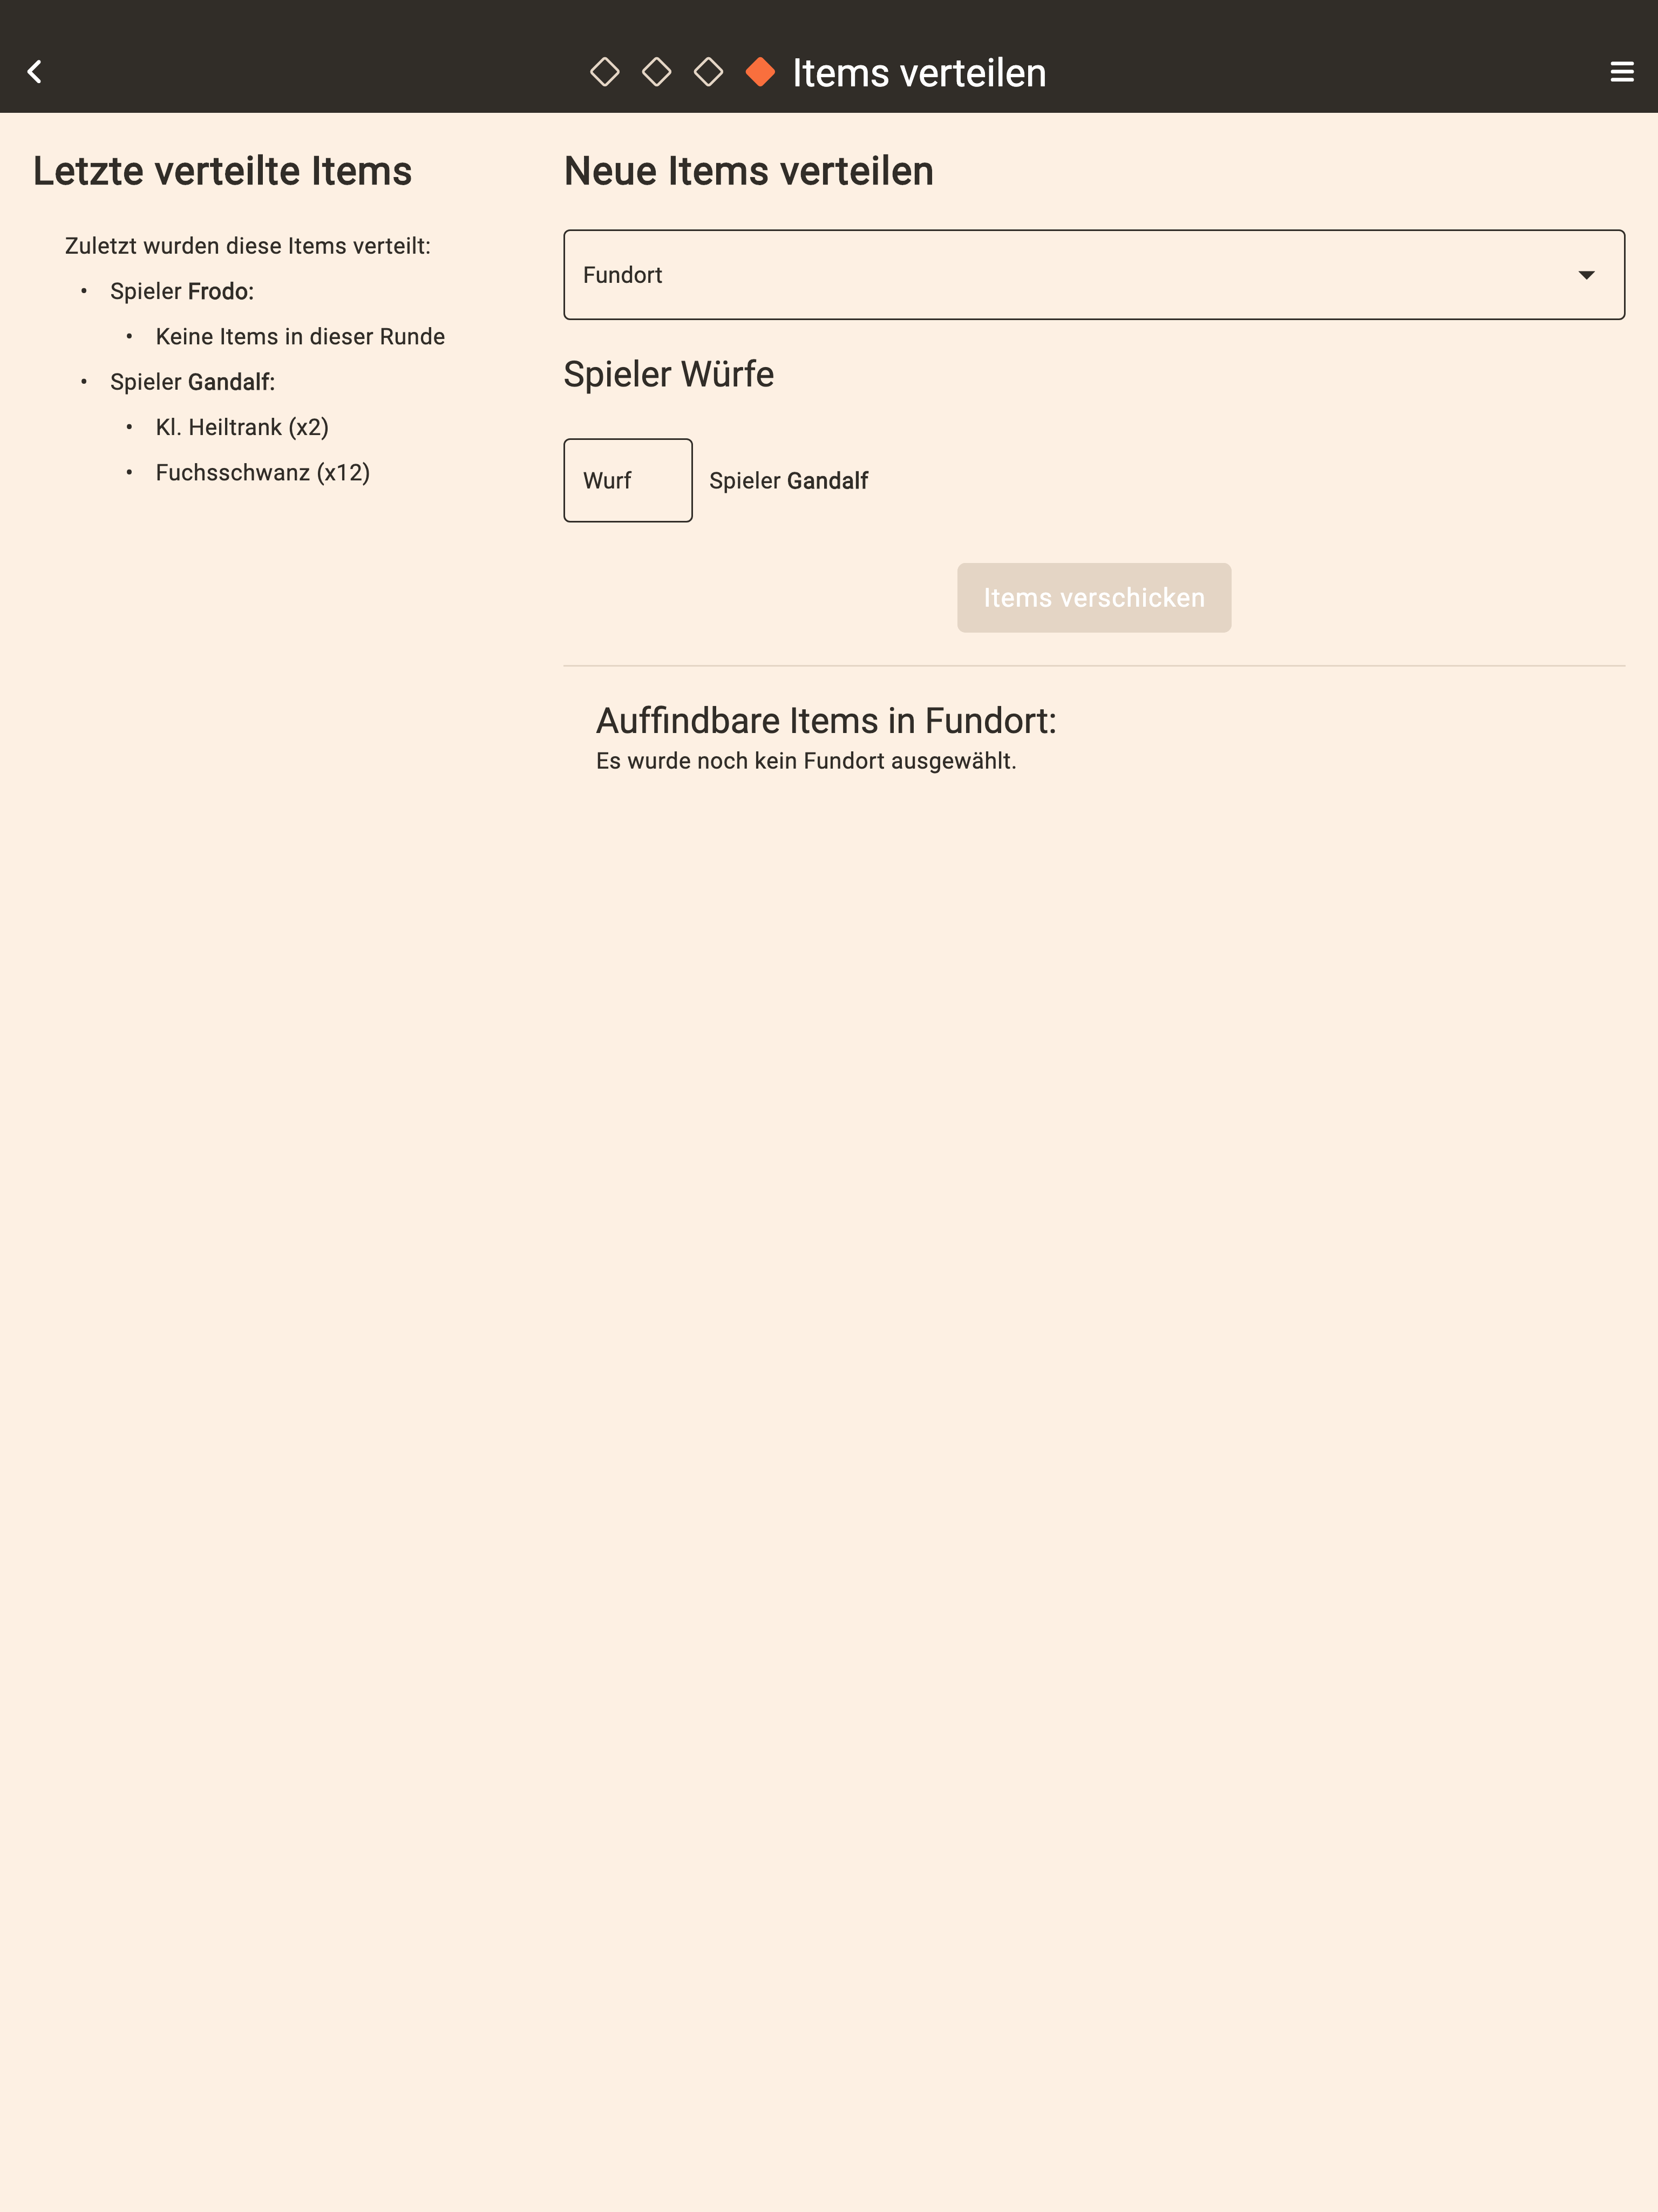 Items verteilen
Letzte verteilte Items
Zuletzt wurden diese Items verteilt:
• Spieler Frodo:
• Keine Items in dieser Runde
• Spieler Gandalf:
• Kl. Heiltrank (x2)
• Fuchsschwanz (x12)
Neue Items verteilen
Fundort
Spieler Würfe
Wurf Spieler Gandalf
Items verschicken
Auffindbare Items in Fundort:
Es wurde noch kein Fundort ausgewählt.